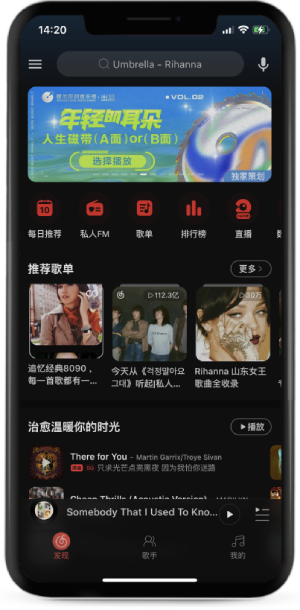 14:20
Umbrella - Rihanna
VOL.02
年轻的耳朵
人生磁带(A面)or(B面)
选择播放
独家策划
10
每日推荐
私人FM
歌单
排行榜
直播
推荐歌单
更多
112.3亿
30万
追忆经典8090，
每一首歌都有一...
今天从《걱정말아요
그대》听起|私人...
Rihanna 山东女王
歌曲全收录
治愈温暖你的时光
播放
There for You - Martin Garrix/Troye Sivan
只求光芒点亮黑夜 因为我怕你迷路
Cheap Thrills (Acoustic Version)
Somebody That I Used To Kno...
发现
歌手
我的